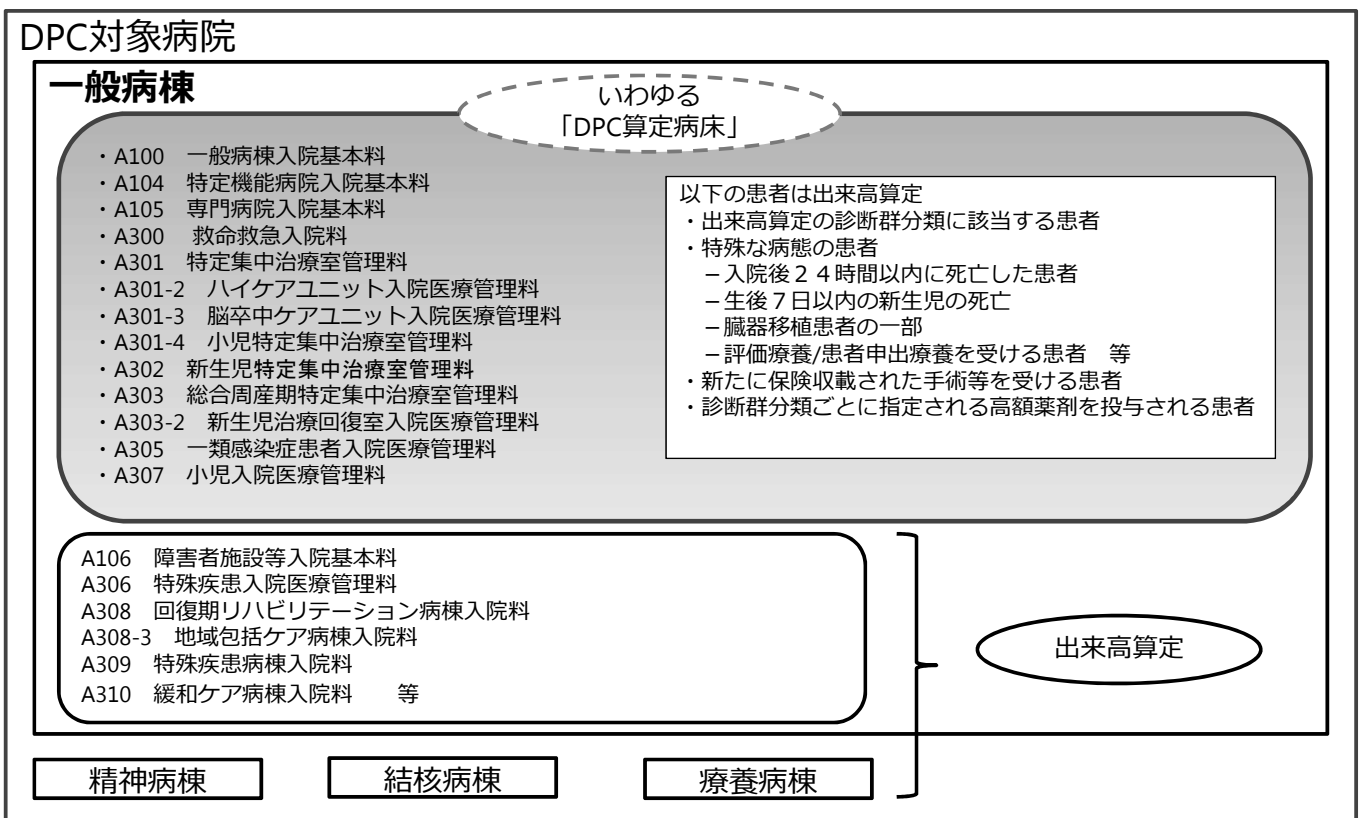 DPC対象病院
一般病棟
いわゆる
「DPC算定病床」
・A100　一般病棟入院基本料
・A104　特定機能病院入院基本料
・A105　専門病院入院基本料
・A300　救命救急入院料
・A301　特定集中治療室管理料
・A301-2　ハイケアユニット入院医療管理料
・A301-3　脳卒中ケアユニット入院医療管理料
・A301-4　小児特定集中治療室管理料
・A302　新生児特定集中治療室管理料
・A303　総合周産期特定集中治療室管理料
・A303-2　新生児治療回復室入院医療管理料
・A305　一類感染症患者入院医療管理料
・A307　小児入院医療管理料
以下の患者は出来高算定
・出来高算定の診断群分類に該当する患者
・特殊な病態の患者
－入院後２４時間以内に死亡した患者
－生後７日以内の新生児の死亡
－臓器移植患者の一部
－評価療養/患者申出療養を受ける患者　等
・新たに保険収載された手術等を受ける患者
・診断群分類ごとに指定される高額薬剤を投与される患者
A106　障害者施設等入院基本料
A306　特殊疾患入院医療管理料
A308　回復期リハビリテーション病棟入院料
A308-3　地域包括ケア病棟入院料
A309　特殊疾患病棟入院料
A310　緩和ケア病棟入院料　　等
出来高算定
精神病棟
結核病棟
療養病棟